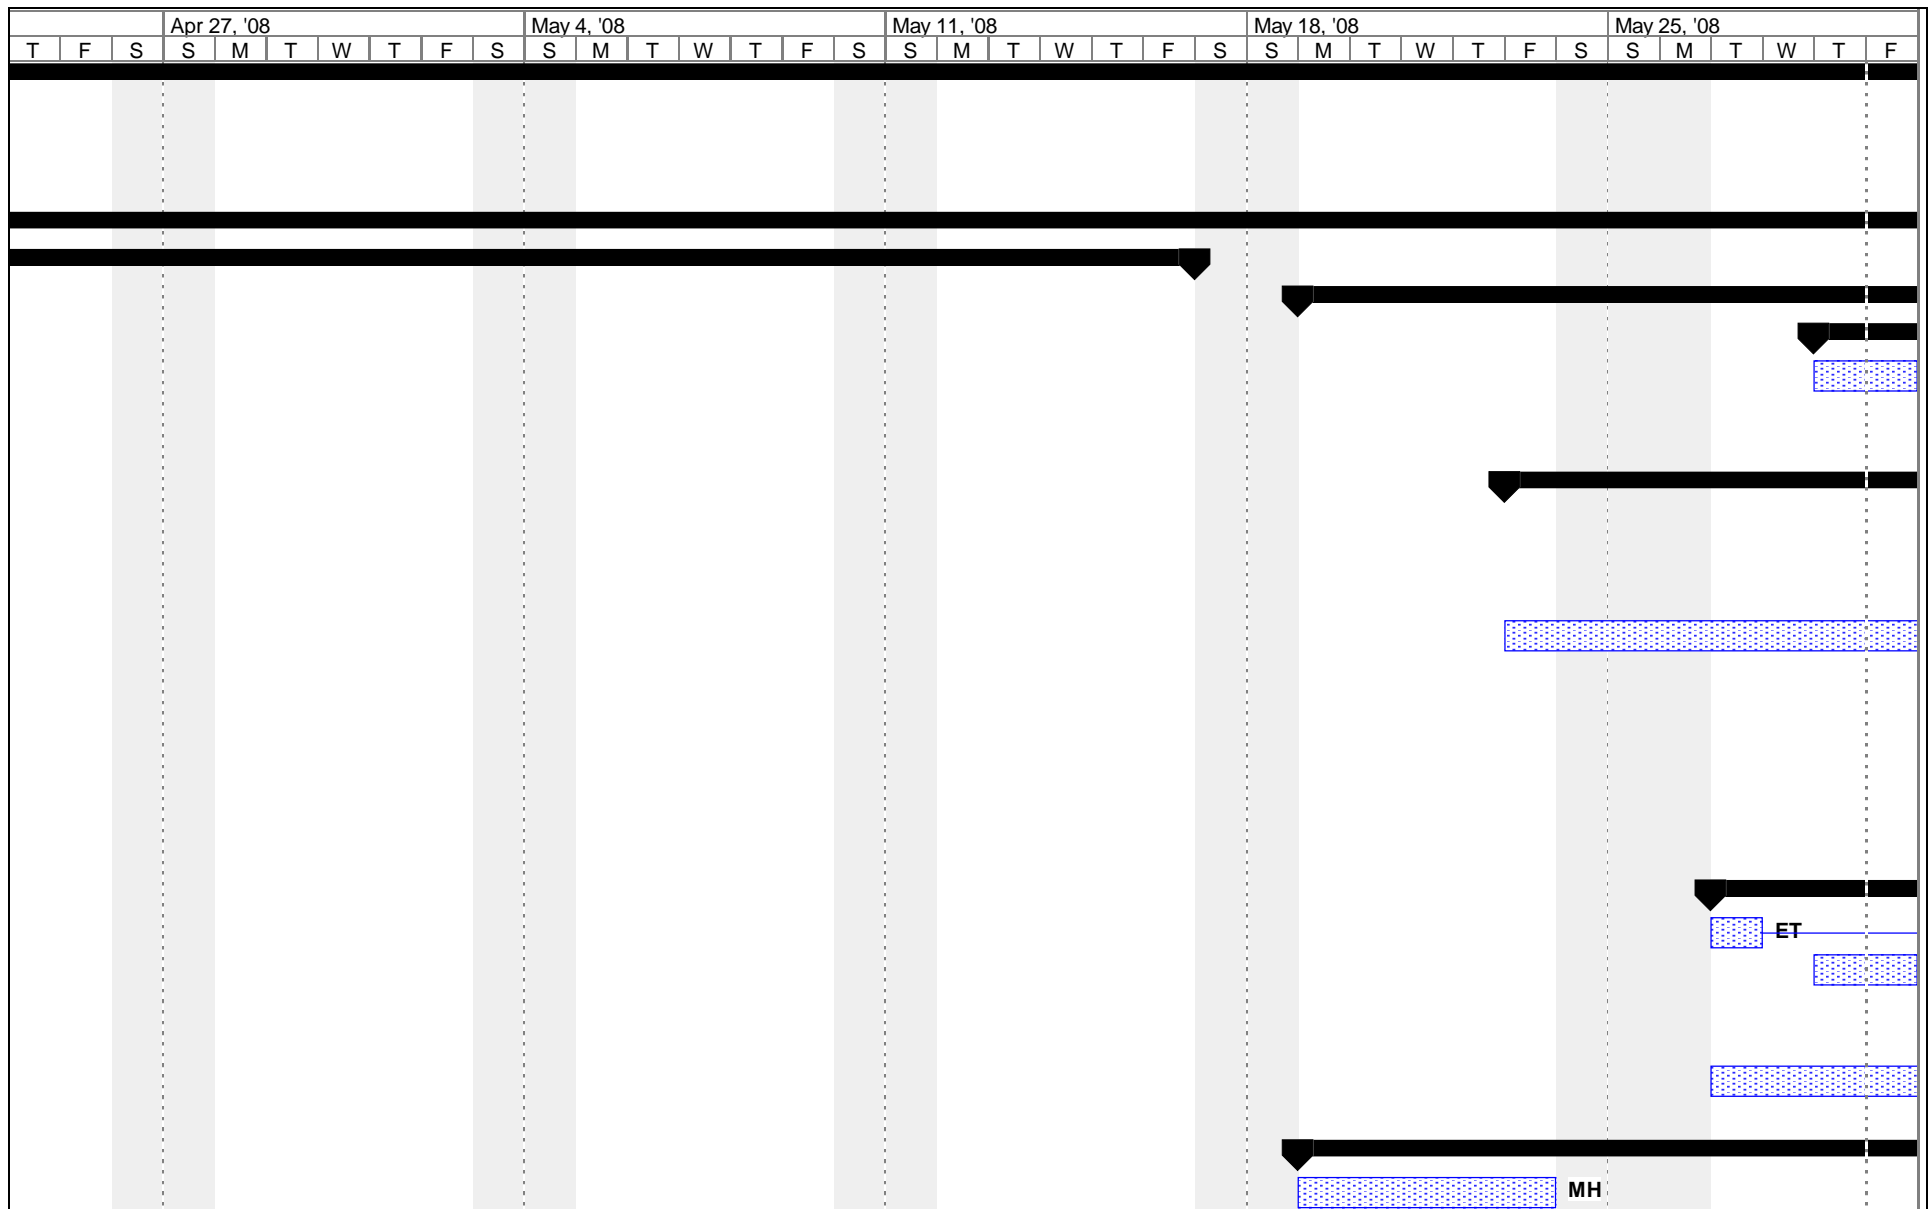 Apr 27, '08 May 4, '08 May 11, '08 May 18, '08 May 25, '08
T F S S M T W T F S S M T W T F S S M T W T F S S M T W T F S S M T W T F
ET
MH